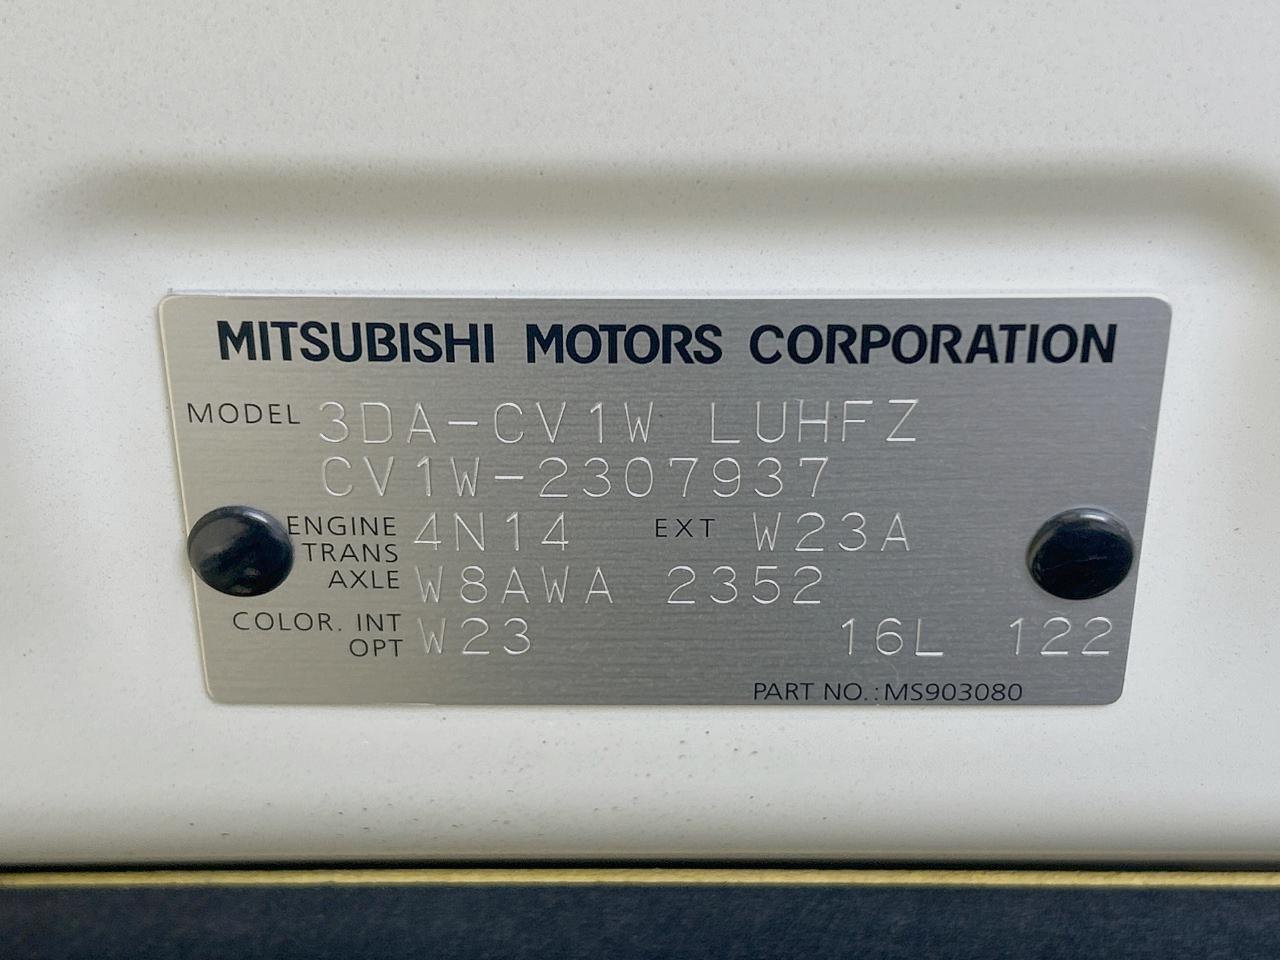 MITSUBISHI MOTORS CORPORATION
MODEL 3DA-CV1W LUHFZ
CV1W-2307937
ENGINE 4N14 EXT W23A
TRANS
AXLE W8AWA 2352
COLOR. INT
OPT W23 16L 122
PART NO.:MS903080